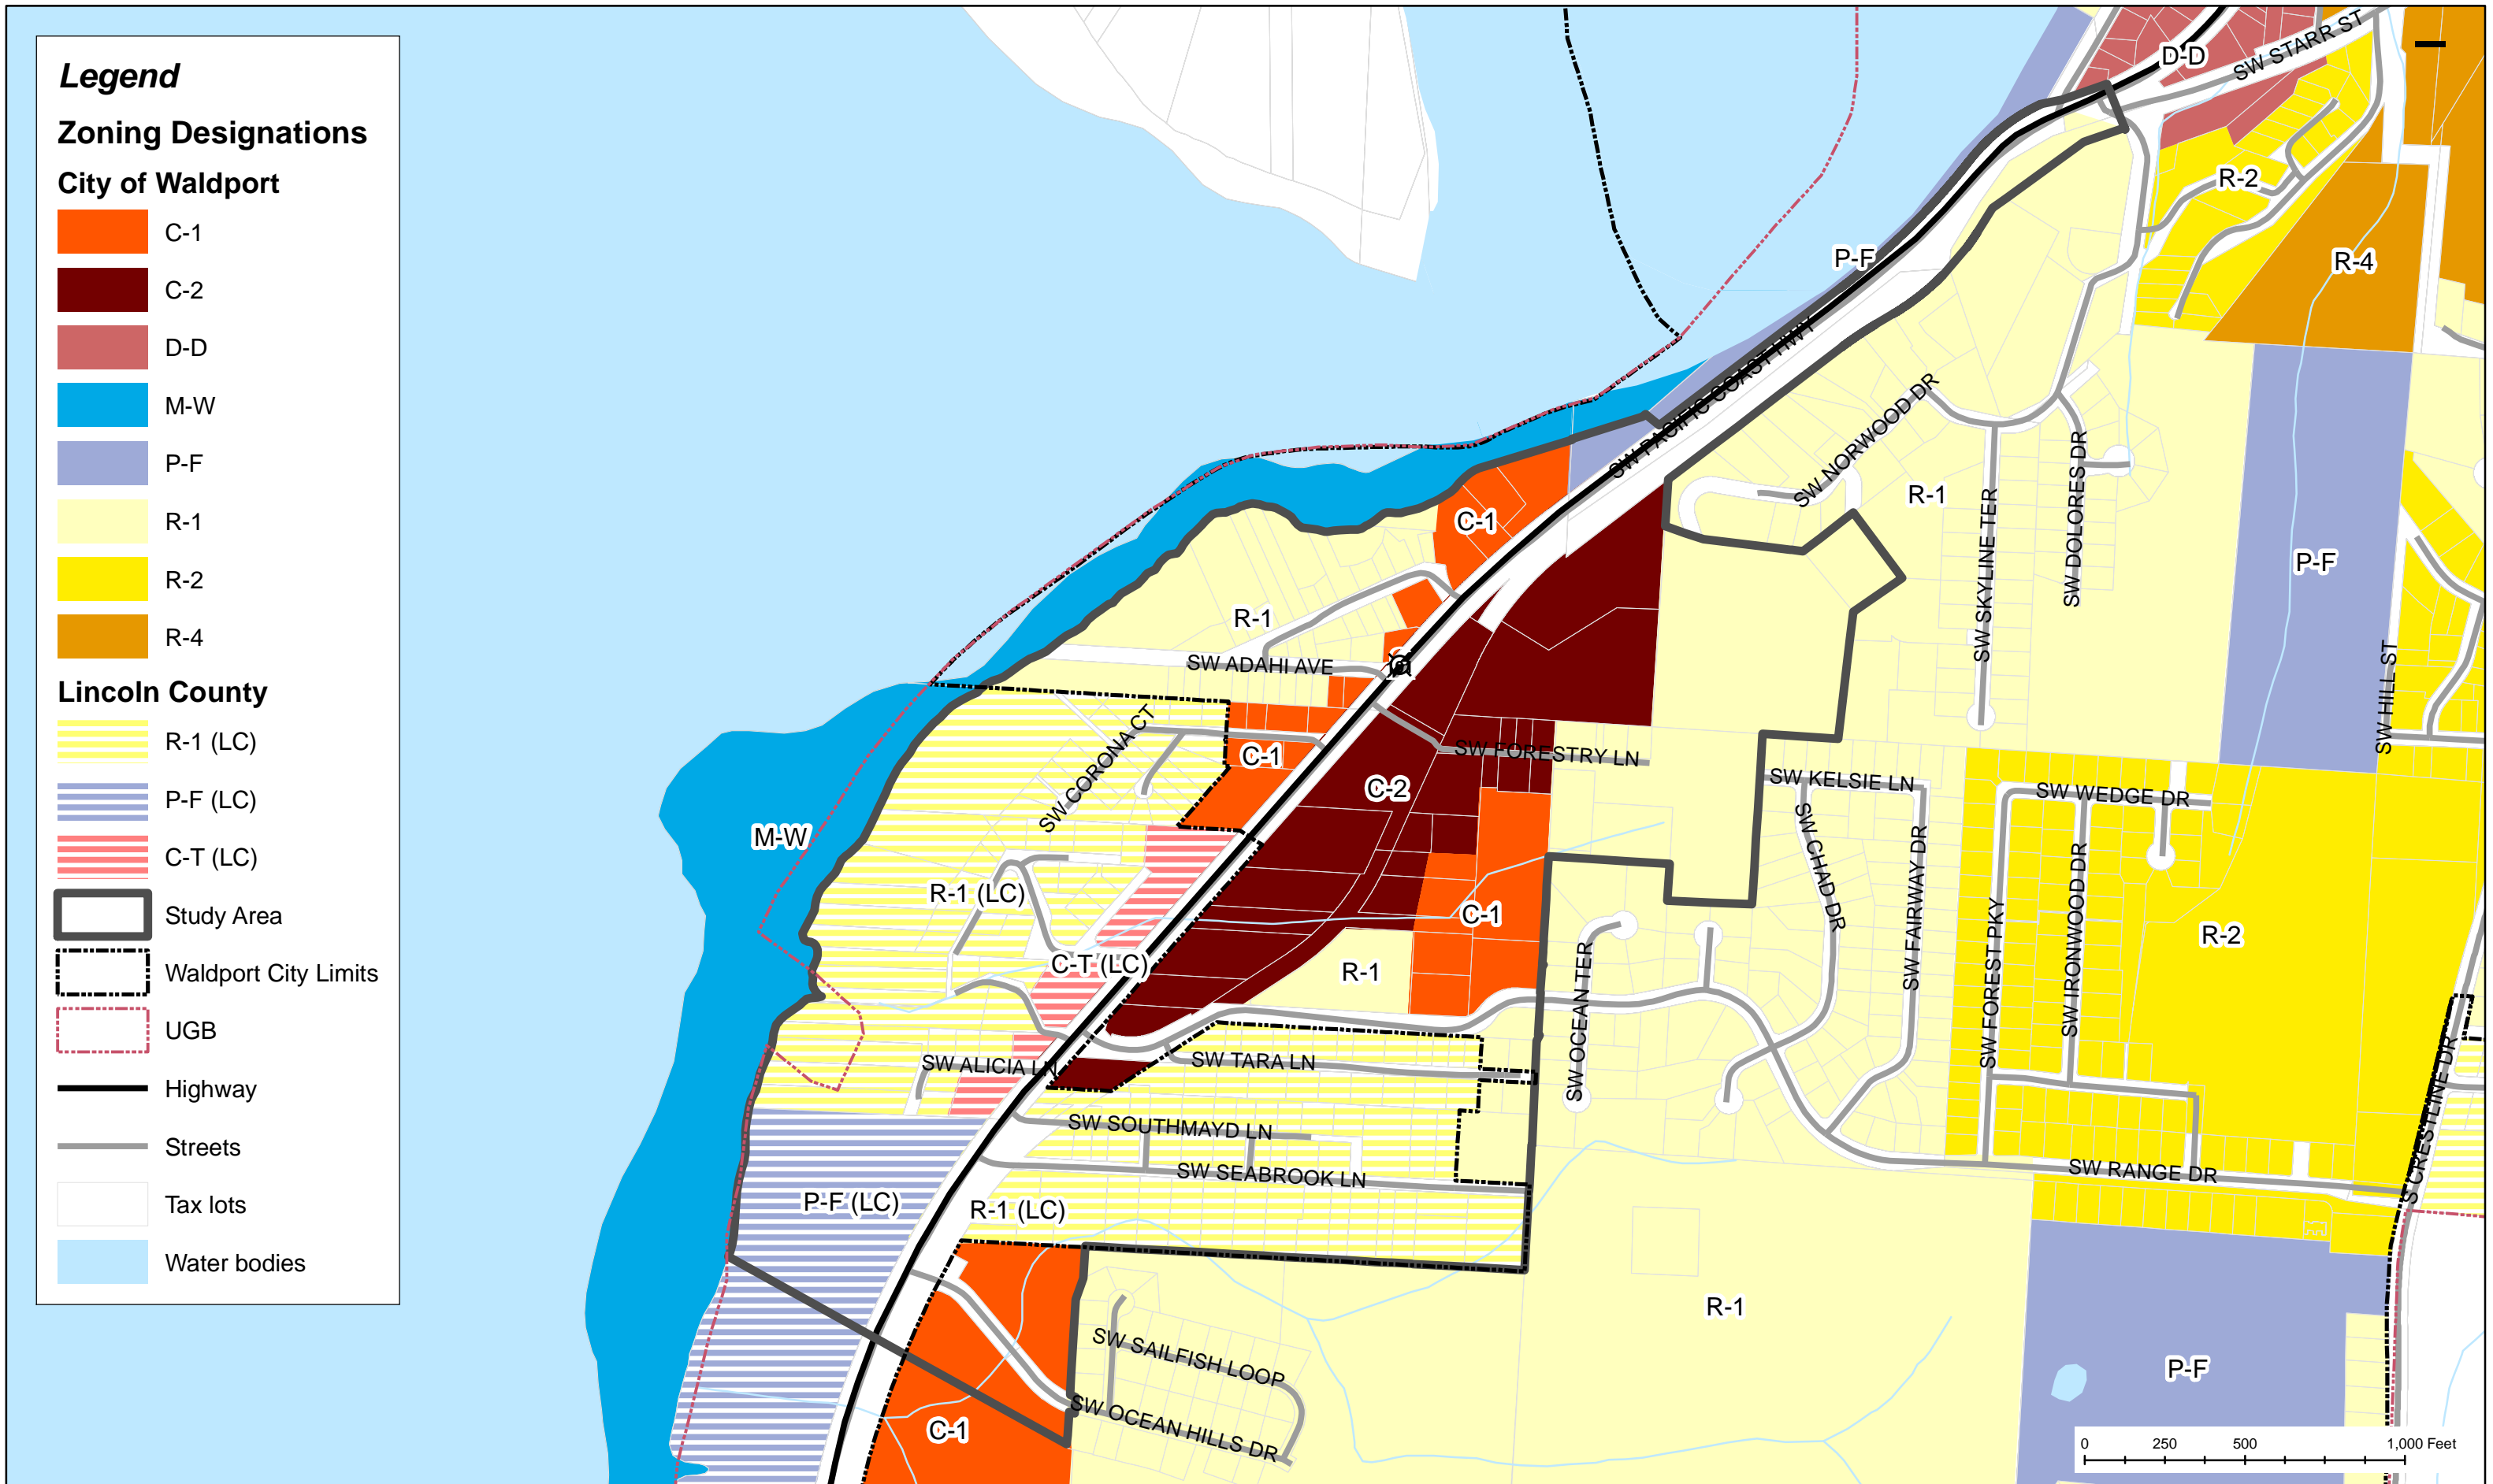 Legend
Zoning Designations
City of Waldport
C-1
C-2
D-D
M-W
P-F
R-1
R-2
R-4
Lincoln County
R-1 (LC)
P-F (LC)
C-T (LC)
Study Area
Waldport City Limits
UGB
Highway
Streets
Tax lots
Water bodies
D-D
SW STARR ST
R-2
P-F
R-4
SW PACIFIC COAST HWY
SW NORWOOD DR
R-1
SW SKYLINE TER
SW DOLORES DR
C-1
P-F
R-1
SW ADAHI AVE
SW HILL ST
SW CORONA CT
C-1
SW FORESTRY LN
C-2
SW KELSIE LN
SW WEDGE DR
M-W
SW CHAD DR
SW FAIRWAY DR
SW FOREST PKY
SW IRONWOOD DR
R-1 (LC)
C-1
R-2
C-T (LC)
R-1
SW OCEAN TER
SW ALICIA LN
SW TARA LN
SW SOUTHMAYD LN
SW SEABROOK LN
SW RANGE DR
S CRESTLINE DR
P-F (LC)
R-1 (LC)
R-1
SW SAILFISH LOOP
P-F
SW OCEAN HILLS DR
C-1
0 250 500 1,000 Feet